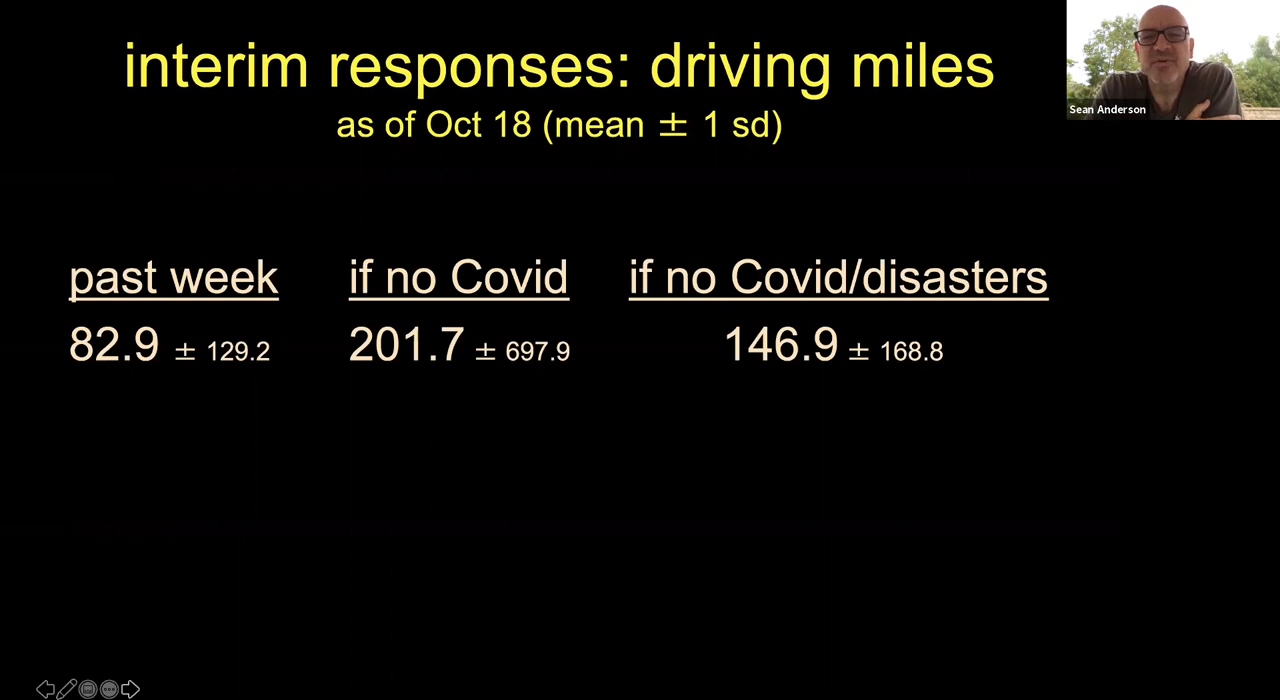 interim responses: driving miles
as of Oct 18 (mean ± 1 sd)
Sean Anderson
past week if no Covid if no Covid/disasters
82.9 ± 129.2 201.7 ± 697.9 146.9 ± 168.8